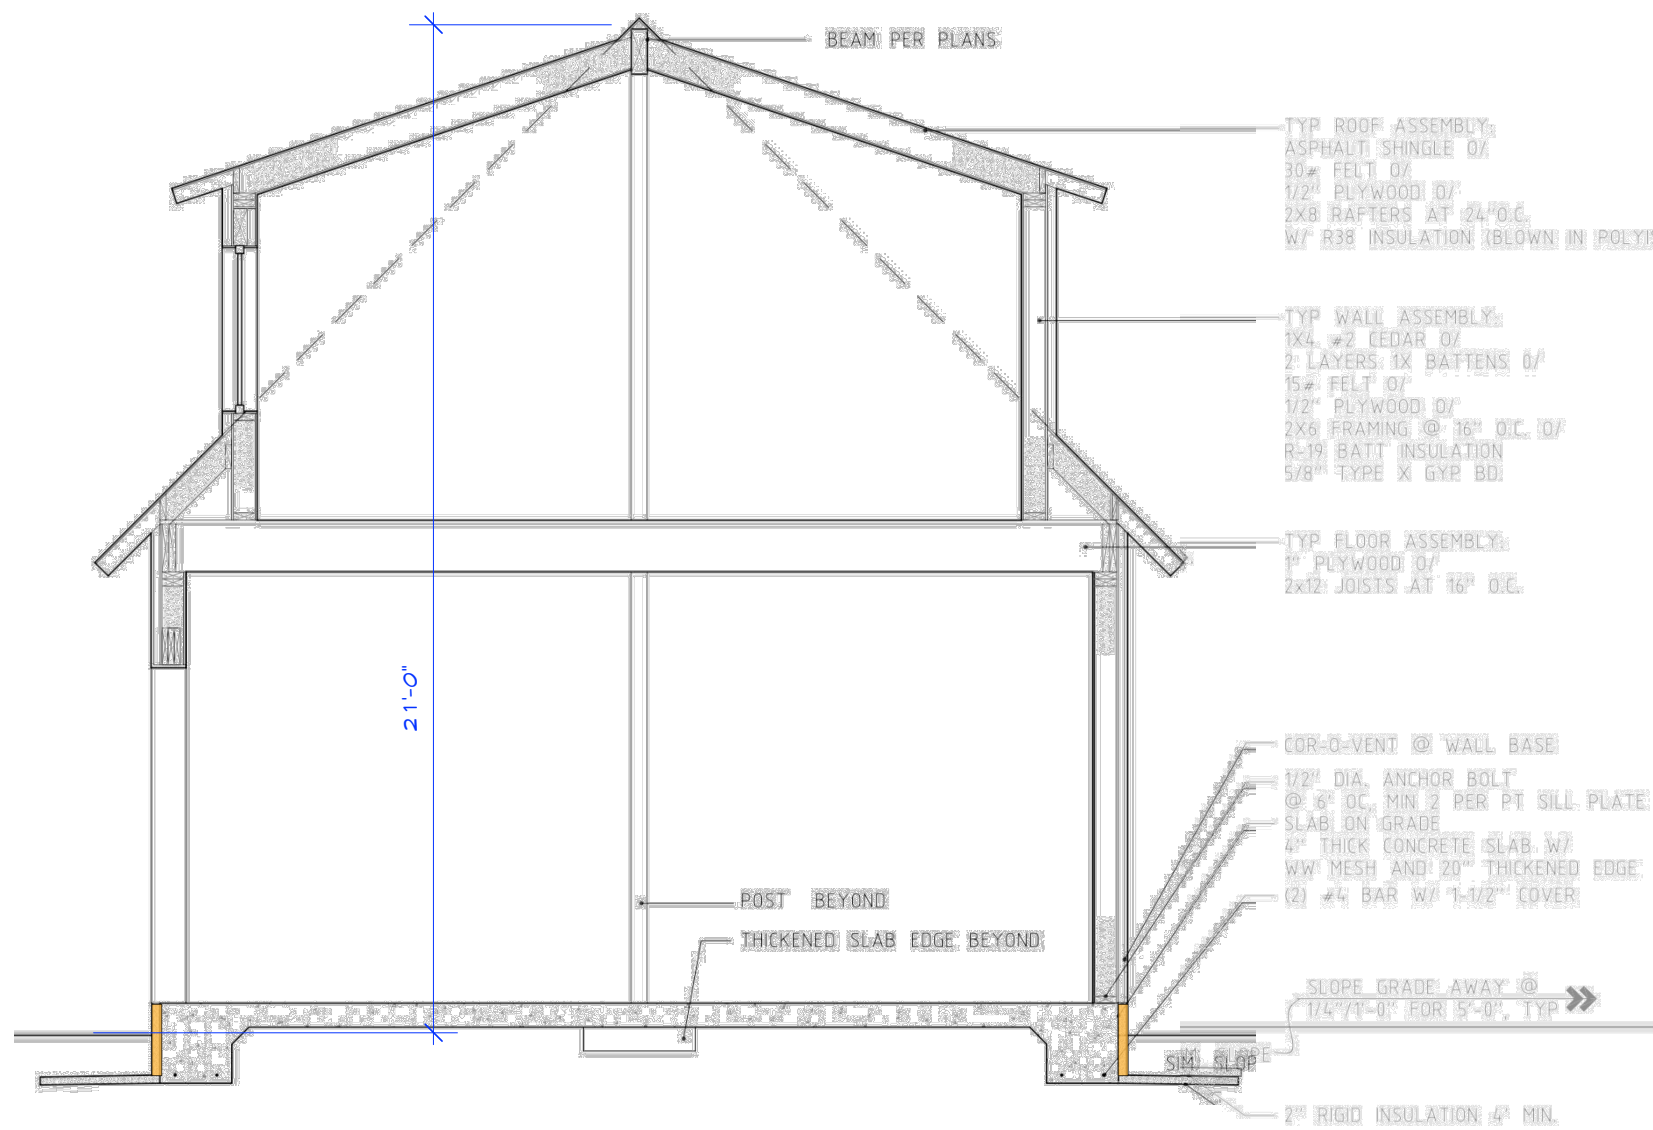 BEAM PER PLANS
TYP ROOF ASSEMBLY:
ASPHALT SHINGLE O/
30# FELT O/
1/2" PLYWOOD O/
2X8 RAFTERS AT 24"O.C.
W/ R38 INSULATION (BLOWN IN
TYP WALL ASSEMBLY:
1X4 #2 CEDAR O/
2 LAYERS 1X BATTENS O/
15# FELT O/
1/2" PLYWOOD O/
2X6 FRAMING @ 16" O.C. O/
R-19 BATT INSULATION
5/8" TYPE X GYP BD.
TYP FLOOR ASSEMBLY:
1" PLYWOOD O/
2x12 JOISTS AT 16" O.C.
21'-0"
COR-O-VENT @ WALL BASE
1/2" DIA. ANCHOR BOLT
@ 6' OC, MIN 2 PER PT SILL PLATE
SLAB ON GRADE
4" THICK CONCRETE SLAB W/
WW MESH AND 20" THICKENED EDGE
(2) #4 BAR W/ 1-1/2" COVER
POST BEYOND
THICKENED SLAB EDGE BEYOND
SLOPE GRADE AWAY @
1/4"/1'-0" FOR 5'-0", TYP
SIM
2" RIGID INSULATION 4' MIN.